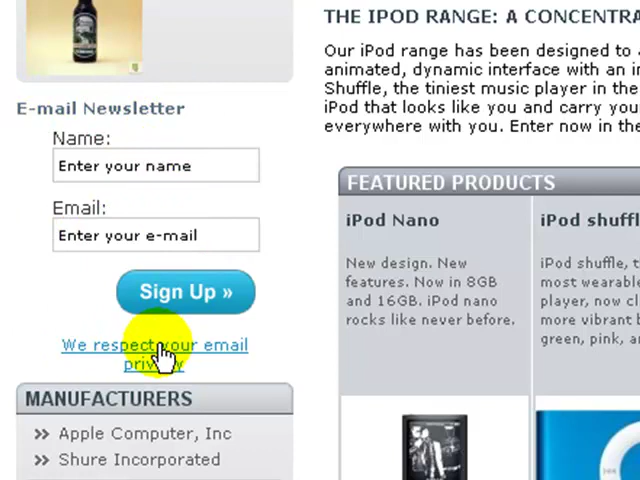 THE IPOD RANGE: A
Our iPod range has been designed to
animated, dynamic interface with an
Shuffle, the tiniest music player in the
iPod that looks like you and carry
everywhere with you. Enter now in the
E-mail Newsletter
Name:
Enter your name
Email:
Enter your e-mail
Sign Up »
We respect your email
privacy
FEATURED PRODUCTS
iPod Nano
New design. New
features. Now in 8GB
and 16GB. iPod nano
rocks like never before.
iPod
iPod shuffle,
most
player, now
more vibrant
green, pink,
MANUFACTURERS
Apple Computer, Inc
Shure Incorporated